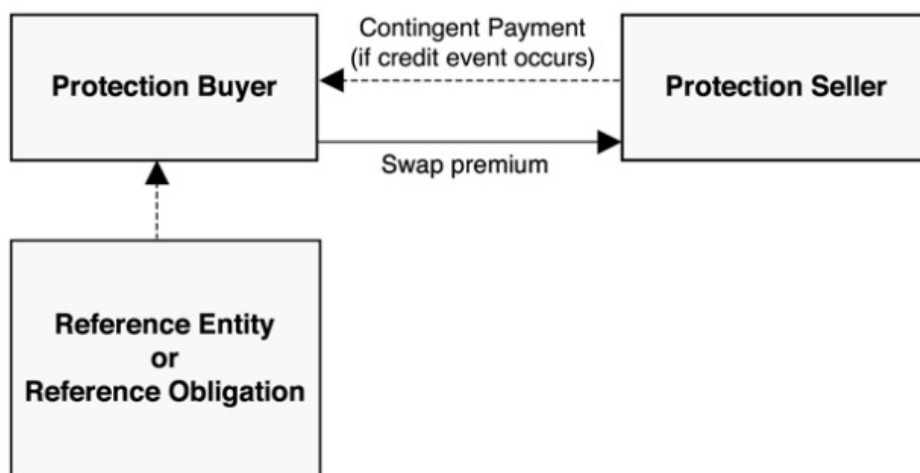 Contingent Payment
(if credit event occurs)
Protection Buyer
Protection Seller
Swap premium
Reference Entity
or
Reference Obligation